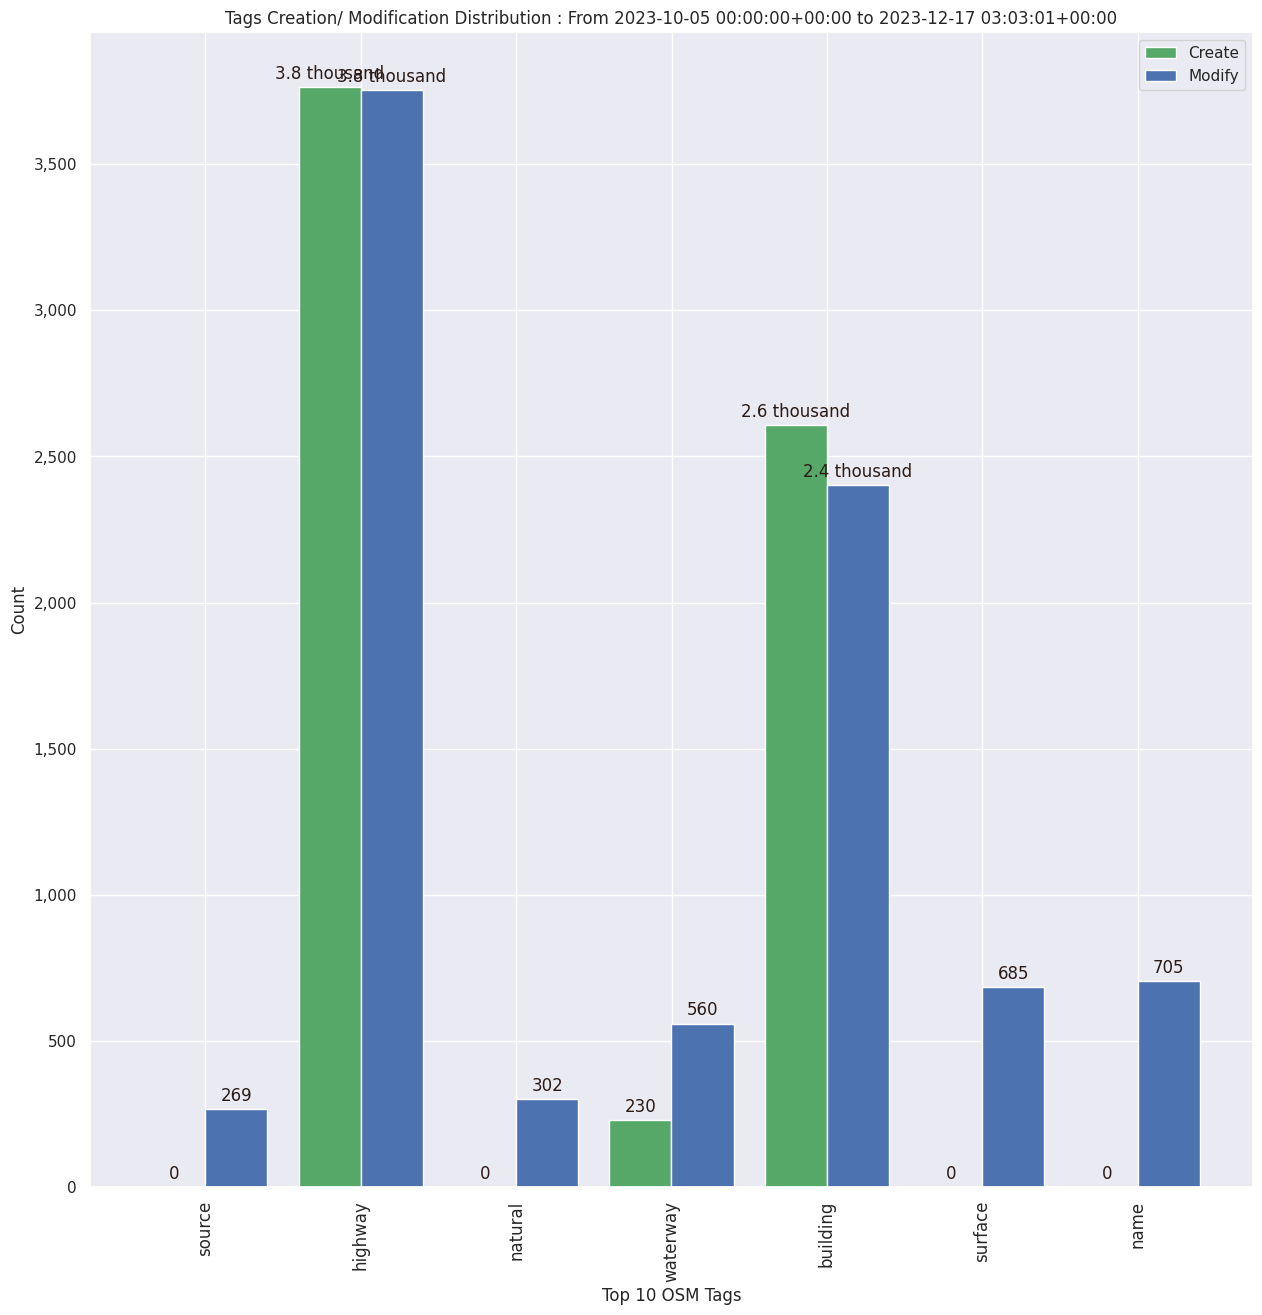 Tags Creation/ Modification Distribution : From 2023-10-05 00:00:00+00:00 to 2023-12-17 03:03:01+00:00
Create
Modify
3.8 thousand
3.8 thousand
2.6 thousand
2.4 thousand
3,500
3,000
2,500
2,000
1,500
1,000
500
0
Count
0
269
0
302
230
560
0
685
0
705
source
highway
natural
waterway
building
surface
name
Top 10 OSM Tags